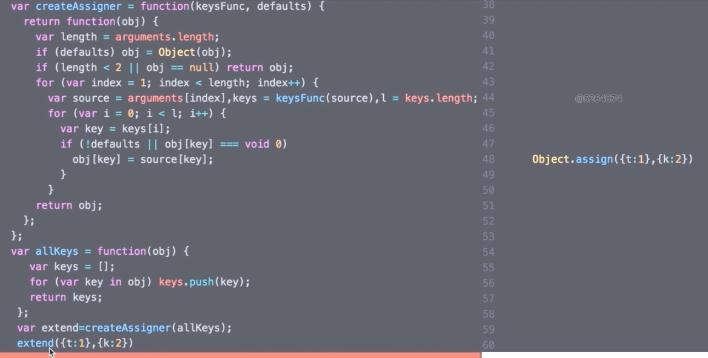 var createAssigner = function(keysFunc, defaults) {
return function(obj) {
var length = arguments.length;
if (defaults) obj = Object(obj);
if (length < 2 || obj == null) return obj;
for (var index = 1; index < length; index++) {
var source = arguments[index],keys = keysFunc(source),l = keys.length;
for (var i = 0; i < l; i++) {
var key = keys[i];
if (!defaults || obj[key] === void 0)
obj[key] = source[key];
}
}
return obj;
};
};
var allKeys = function(obj) {
var keys = [];
for (var key in obj) keys.push(key);
return keys;
};
var extend=createAssigner(allKeys);
extend({t:1},{k:2})
38
39
40
41
42
43
44
45
46
47
48
49
50
51
52
53
54
55
56
57
58
59
60
Object.assign({t:1},{k:2})